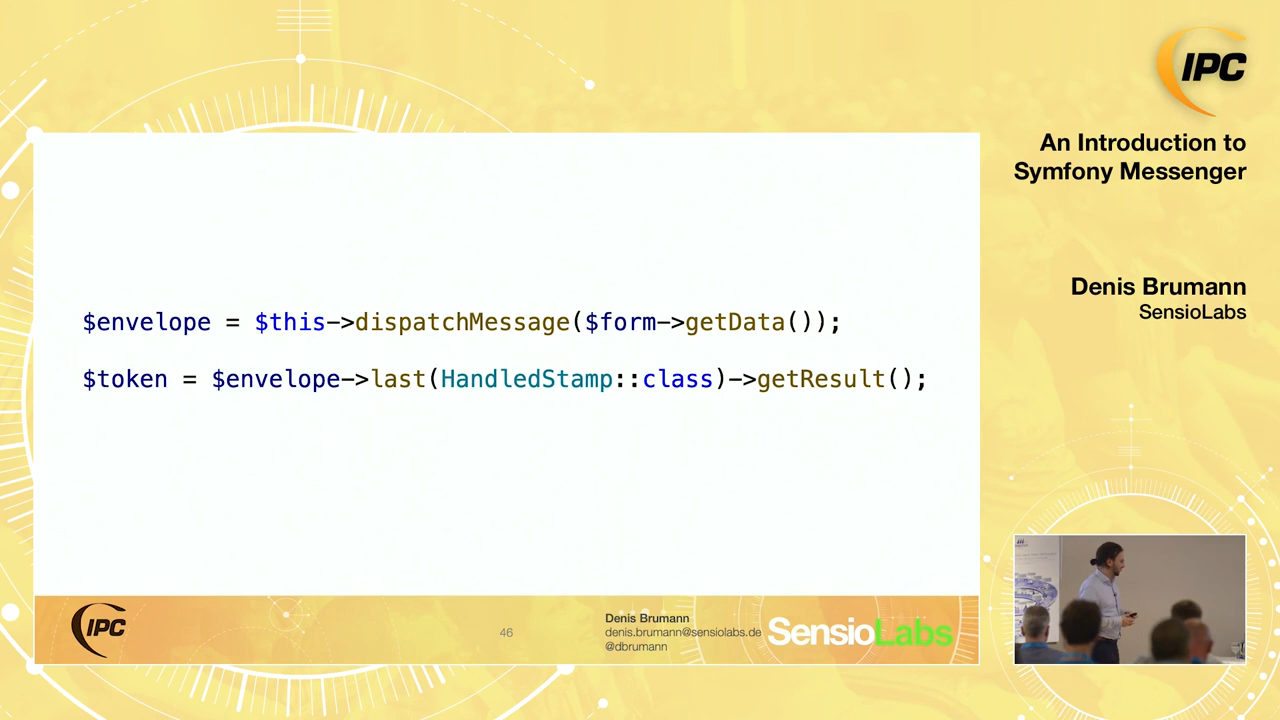 IPC
An Introduction to
Symfony Messenger
Denis Brumann
SensioLabs
$envelope = $this->dispatchMessage($form->getData());
$token = $envelope->last(HandledStamp::class)->getResult();
IPC
46
Denis Brumann
denis.brumann@sensiolabs.de
@dbrumann
SensioLabs